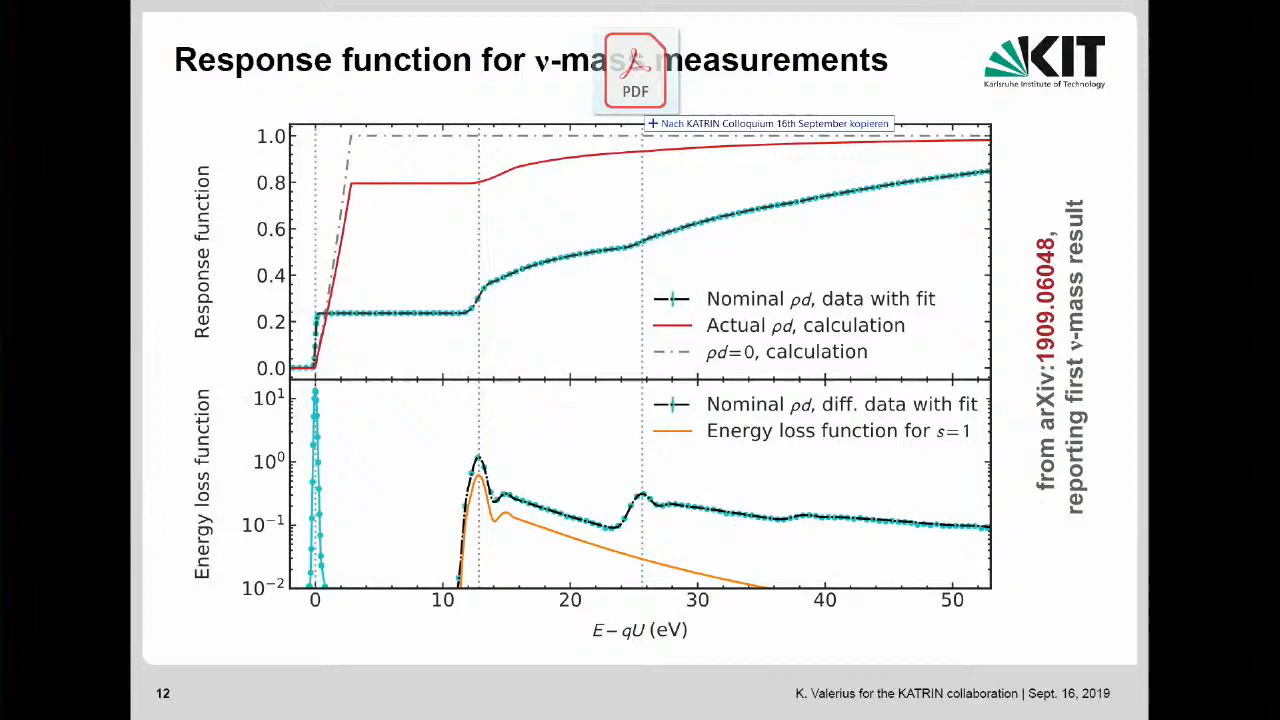 Response function for ν-mass measurements
PDF
+ Nach KATRIN Colloquium 16th September kopieren
KIT
Karlsruhe Institute of Technology
Response function
1.0
0.8
0.6
0.4
0.2
0.0
Nominal ρd, data with fit
Actual ρd, calculation
ρd=0, calculation
Energy loss function
10¹
10⁰
10⁻¹
10⁻²
Nominal ρd, diff. data with fit
Energy loss function for s=1
0 10 20 30 40 50
E − qU (eV)
from arXiv:1909.06048,
reporting first ν-mass result
12
K. Valerius for the KATRIN collaboration | Sept. 16, 2019